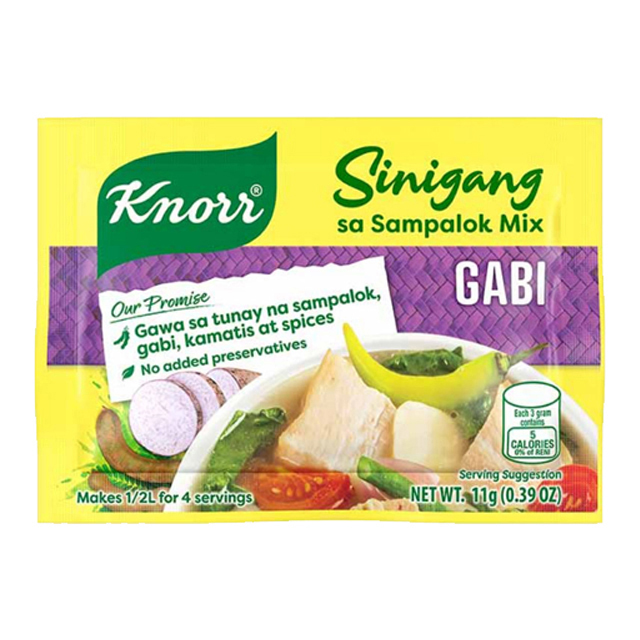 Knorr®
Sinigang
sa Sampalok Mix
GABI
Our Promise
Gawa sa tunay na sampalok,
gabi, kamatis at spices
No added preservatives
Each 3 gram
contains
5
CALORIES
0% of RENI
Serving Suggestion
Makes 1/2L for 4 servings
NET WT. 11g (0.39 OZ)